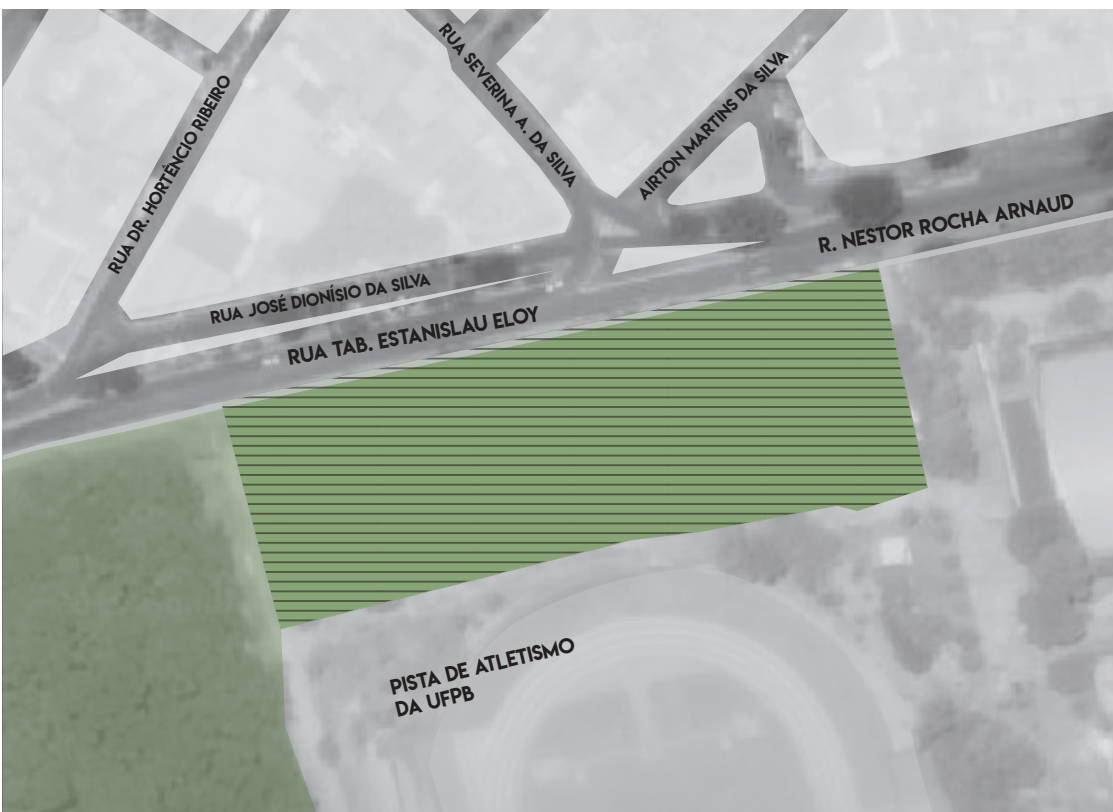 RUA SEVERINA A. DA SILVA
AIRTON MARTINS DA SILVA
RUA DR. HORTÊNCIO RIBEIRO
R. NESTOR ROCHA ARNAUD
RUA JOSÉ DIONÍSIO DA SILVA
RUA TAB. ESTANISLAU ELOY
PISTA DE ATLETISMO
DA UFPB